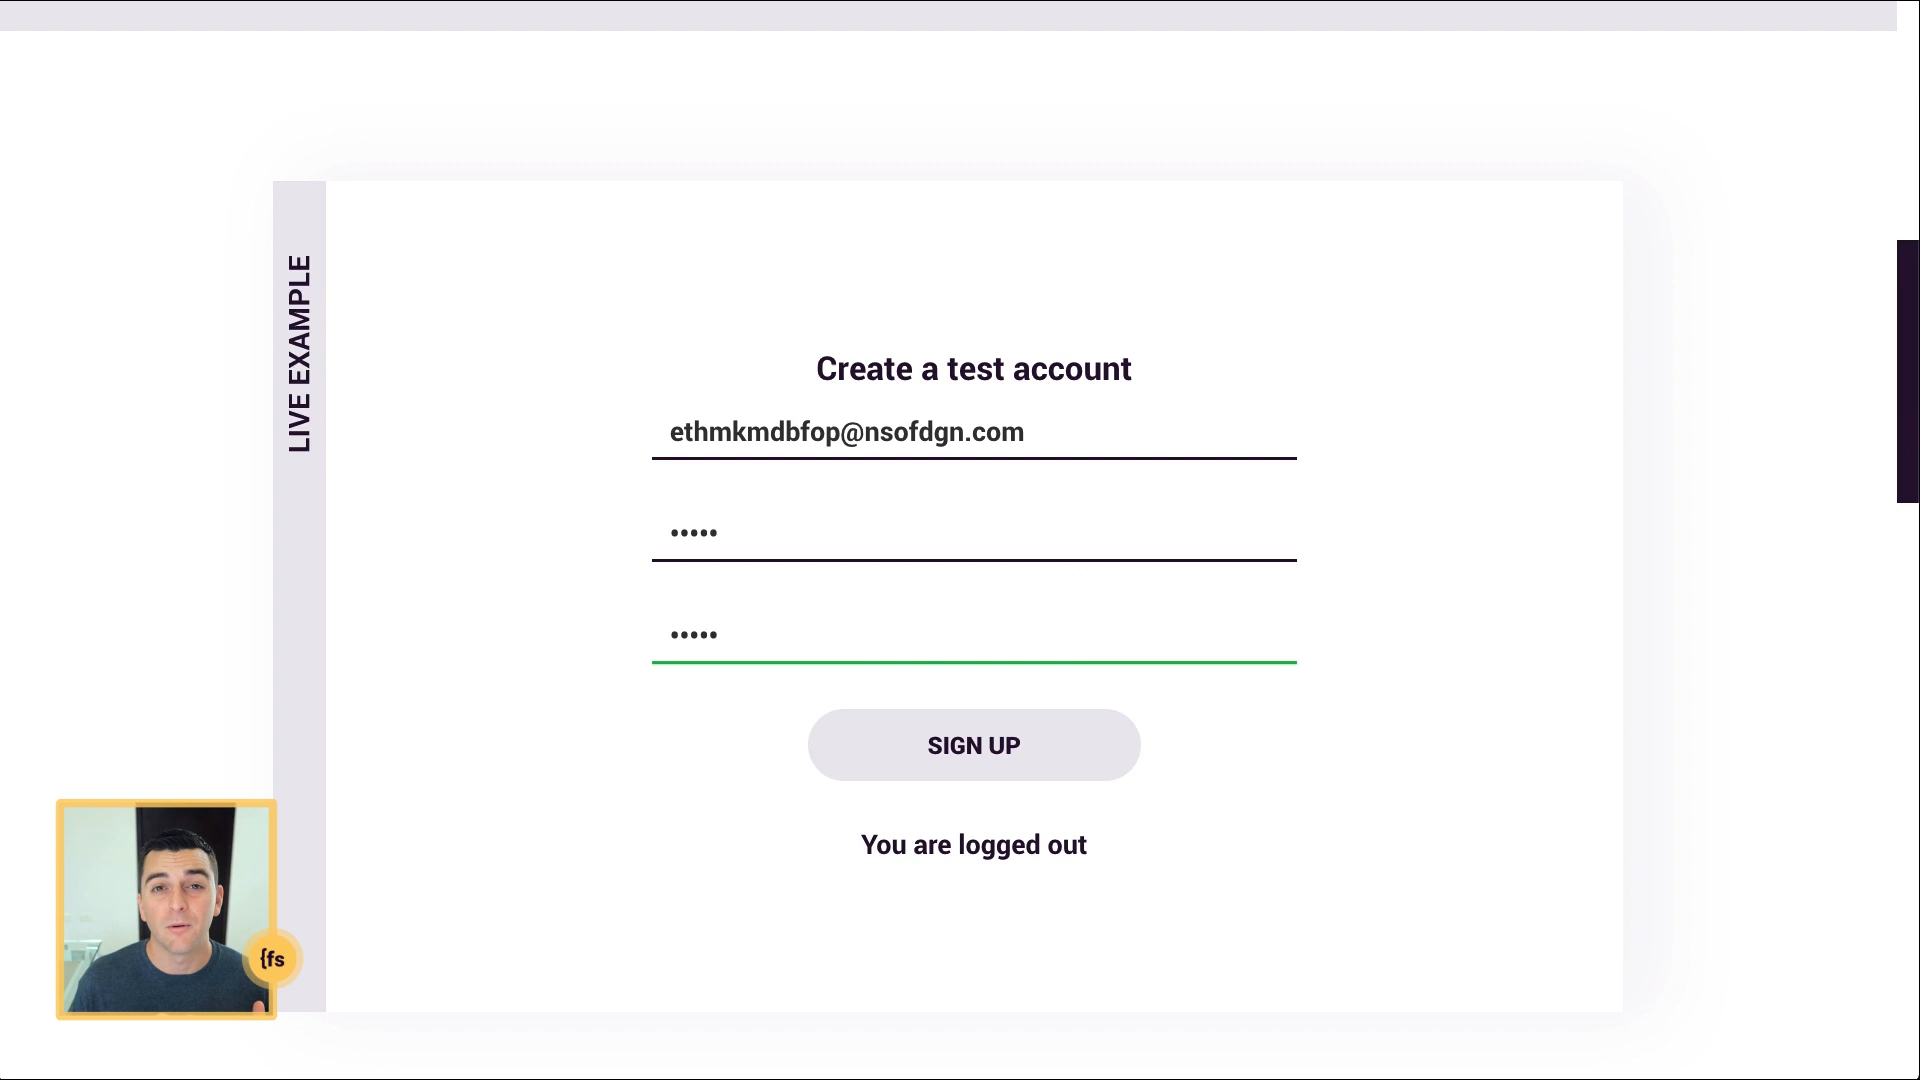 LIVE EXAMPLE
Create a test account
ethmkmdbfop@nsofdgn.com
•••••
•••••
SIGN UP
You are logged out
{fs